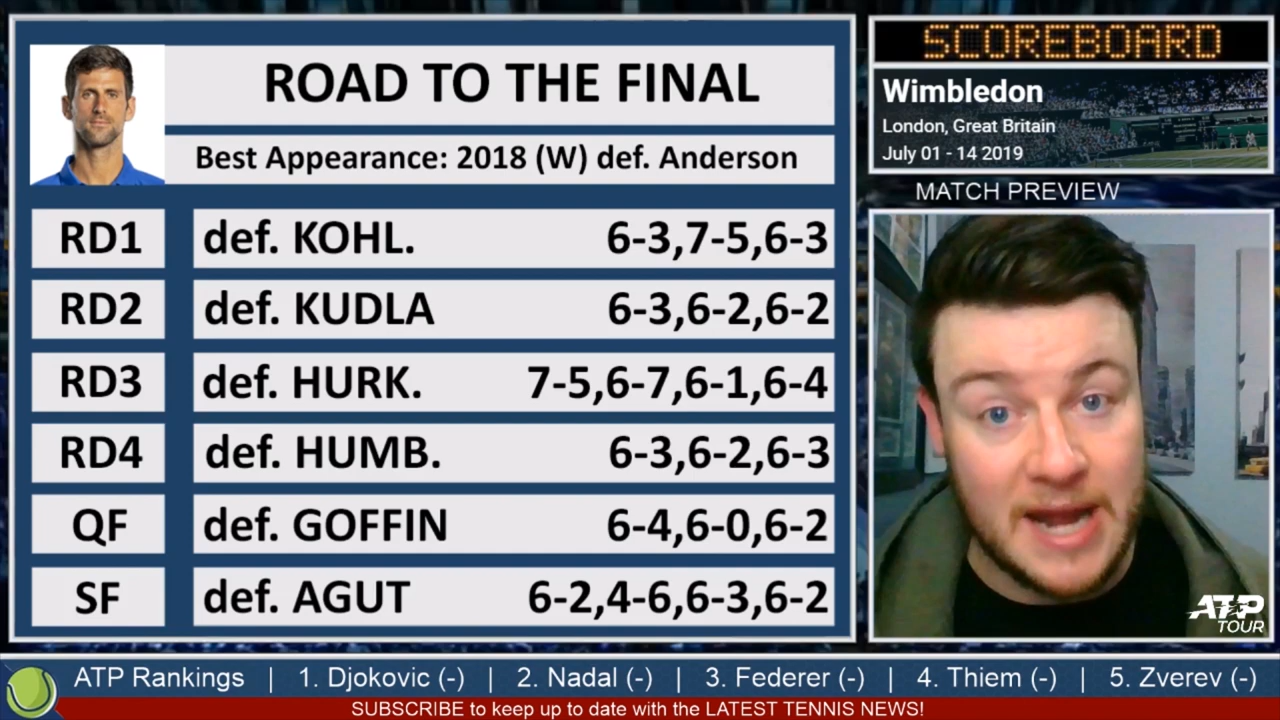 ROAD TO THE FINAL
Best Appearance: 2018 (W) def. Anderson
RD1 def. KOHL. 6-3,7-5,6-3
RD2 def. KUDLA 6-3,6-2,6-2
RD3 def. HURK. 7-5,6-7,6-1,6-4
RD4 def. HUMB. 6-3,6-2,6-3
QF def. GOFFIN 6-4,6-0,6-2
SF def. AGUT 6-2,4-6,6-3,6-2
SCOREBOARD
Wimbledon
London, Great Britain
July 01 - 14 2019
MATCH PREVIEW
ATP
TOUR
ATP Rankings | 1. Djokovic (-) | 2. Nadal (-) | 3. Federer (-) | 4. Thiem (-) | 5. Zverev (-)
SUBSCRIBE to keep up to date with the LATEST TENNIS NEWS!